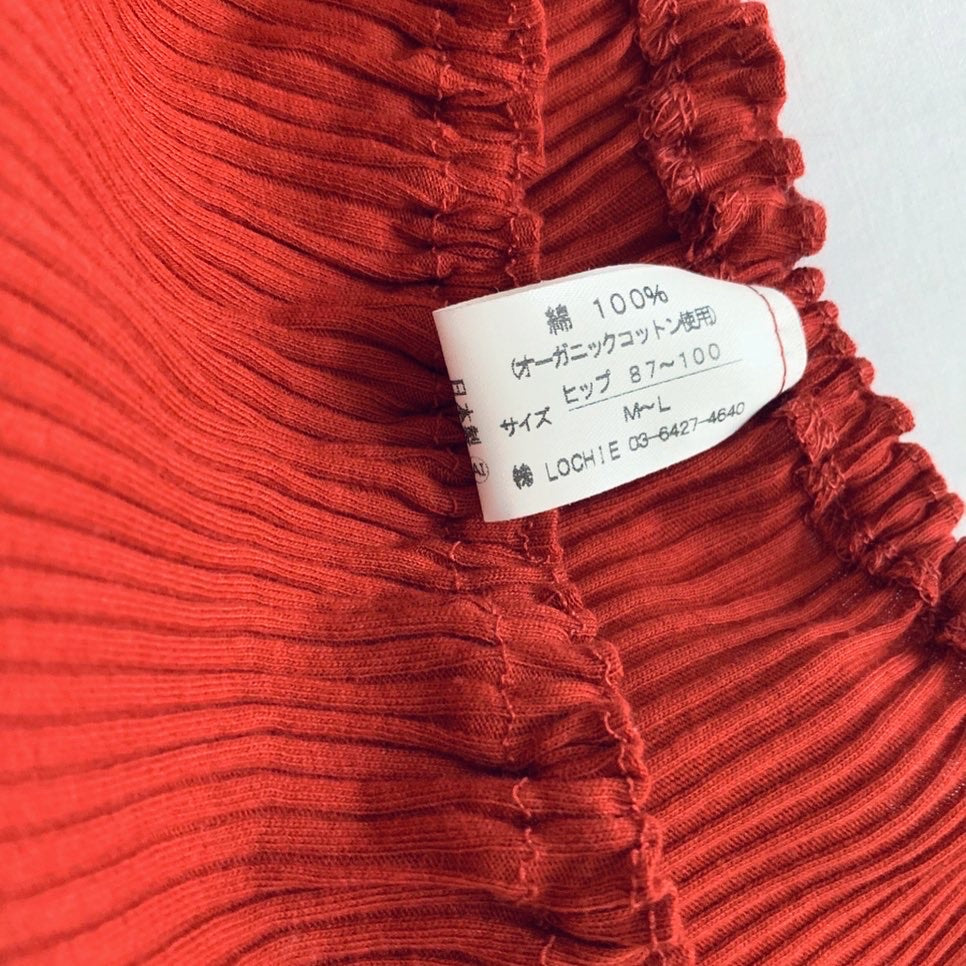 綿 100%
(オーガニックコットン使用)
ヒップ 87〜100
サイズ
M〜L
㈱ LOCHIE 03-6427-4640
日本製